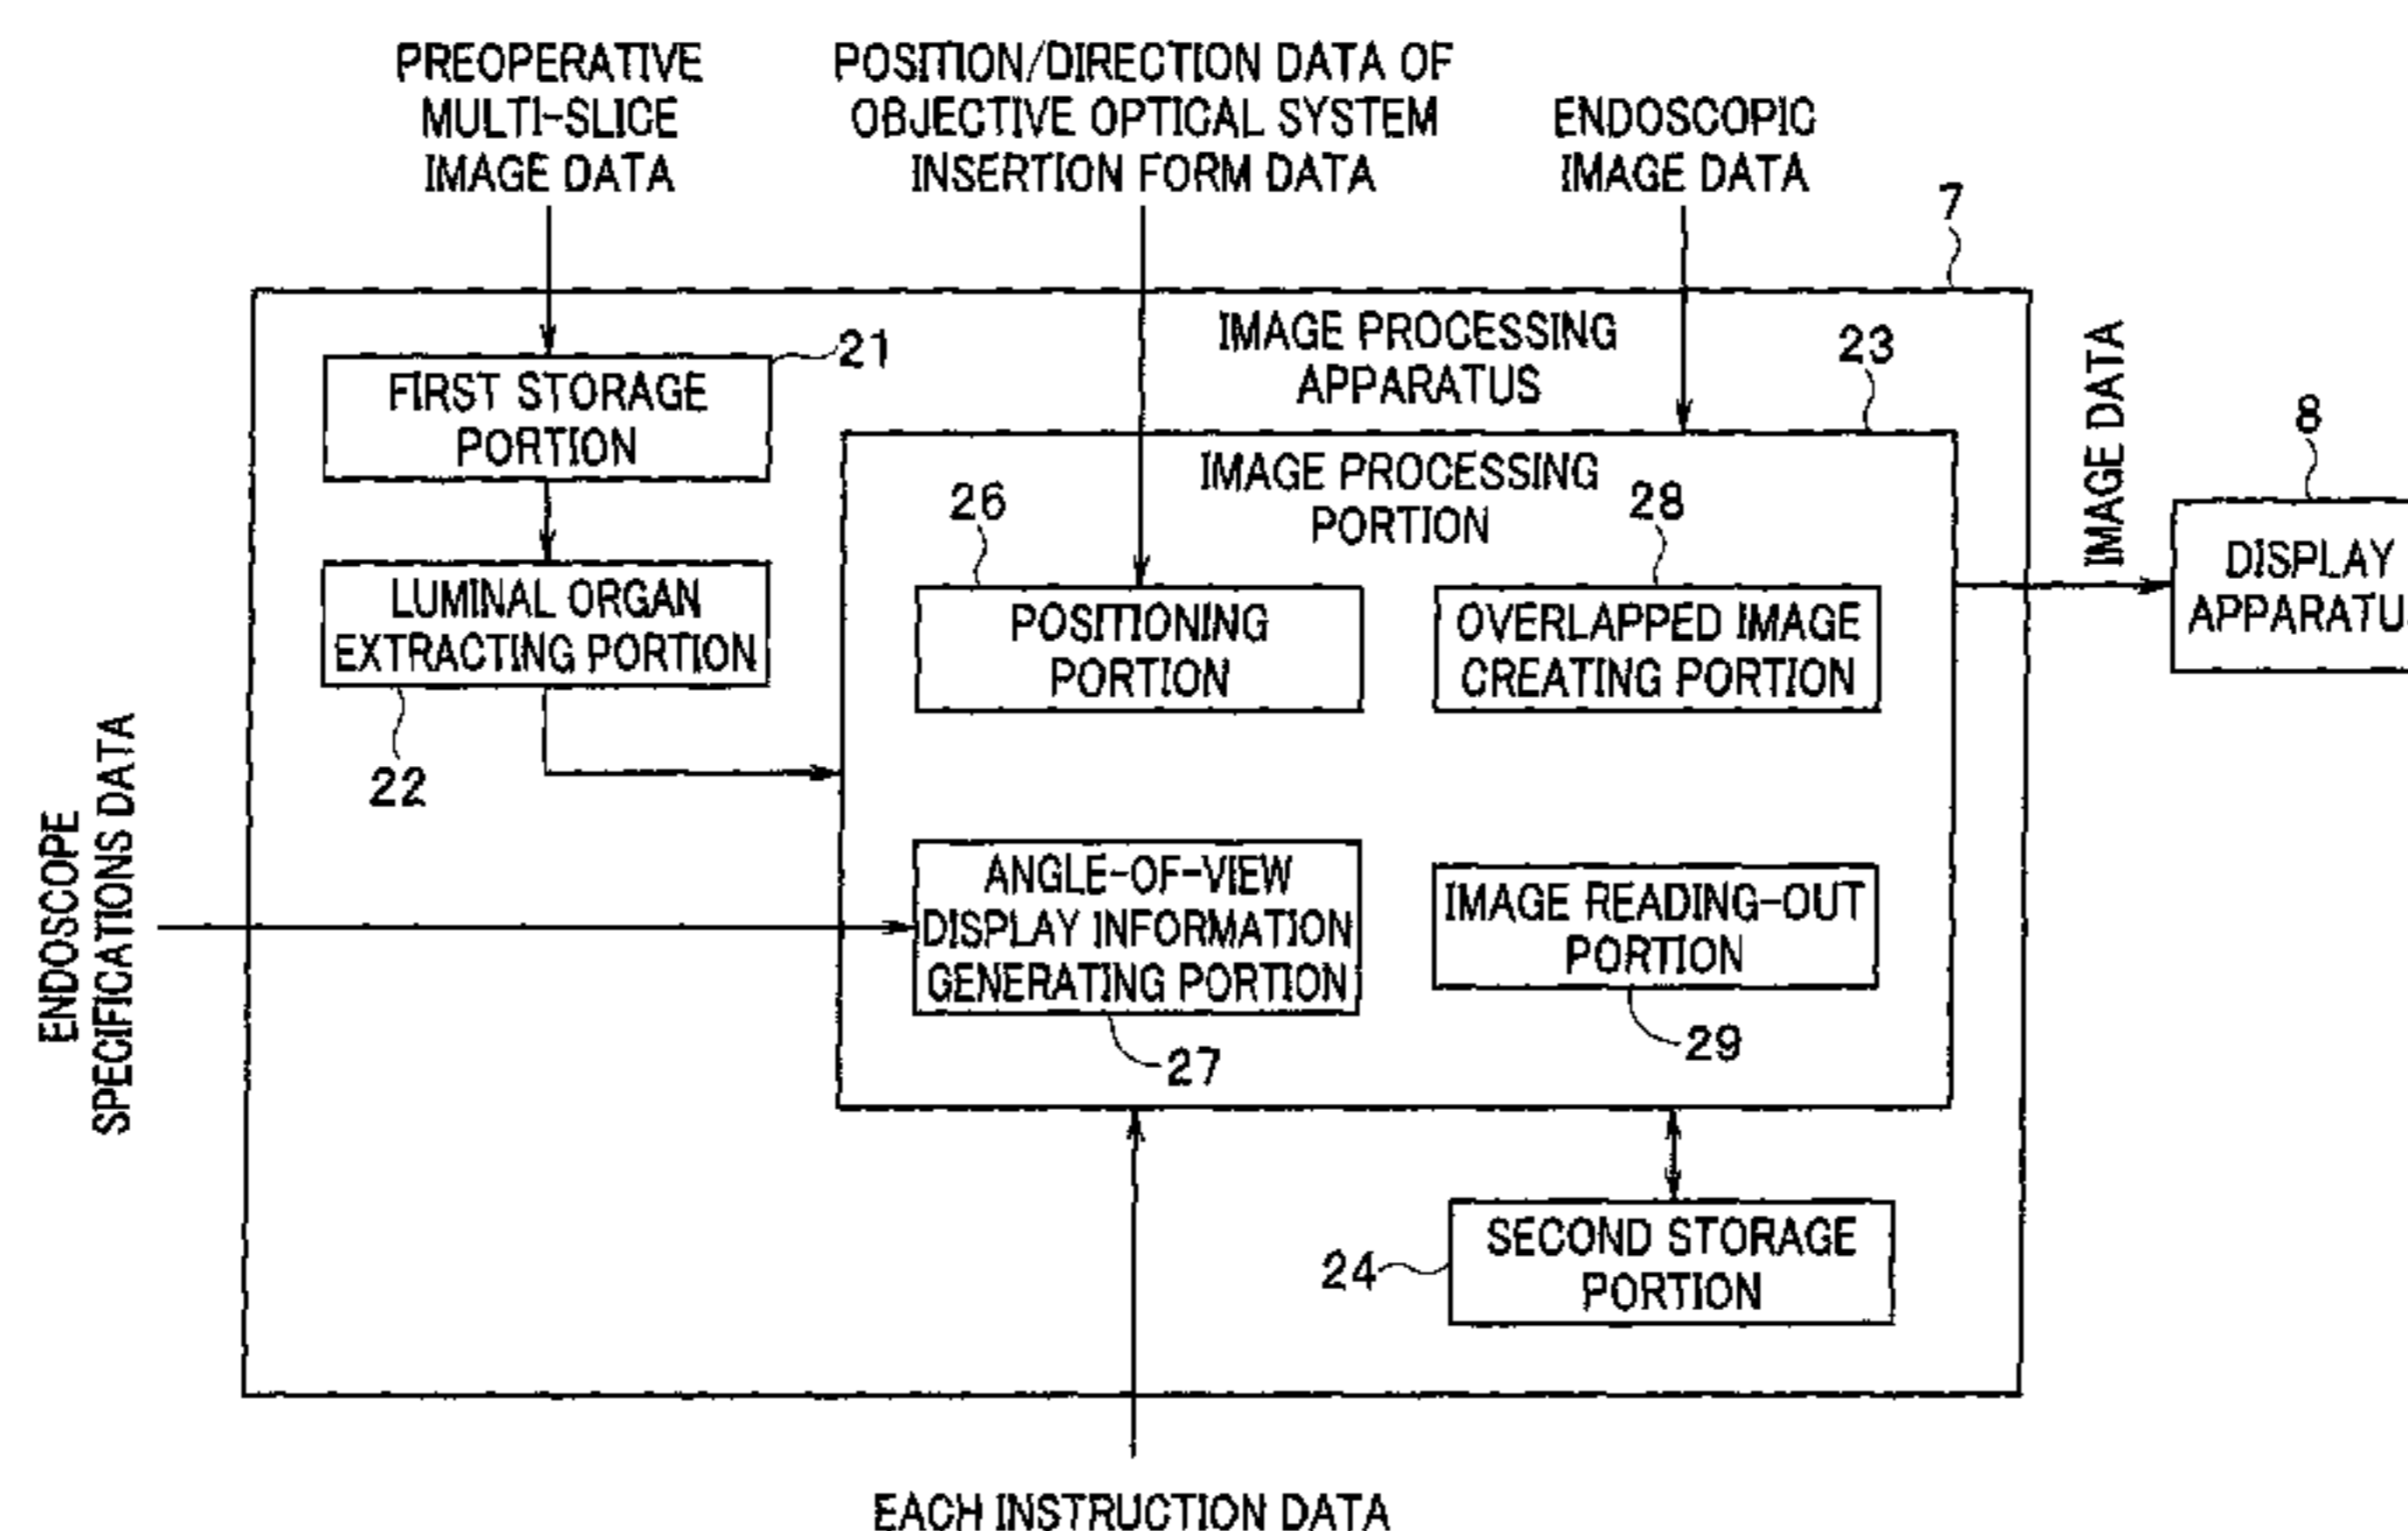 PREOPERATIVE
MULTI-SLICE
IMAGE DATA
POSITION/DIRECTION DATA OF
OBJECTIVE OPTICAL SYSTEM
INSERTION FORM DATA
ENDOSCOPIC
IMAGE DATA
7
IMAGE PROCESSING
APPARATUS
21
FIRST STORAGE
PORTION
23
IMAGE PROCESSING
PORTION
IMAGE DATA
8
DISPLAY
APPARATUS
26
POSITIONING
PORTION
28
OVERLAPPED IMAGE
CREATING PORTION
LUMINAL ORGAN
EXTRACTING PORTION
22
ENDOSCOPE
SPECIFICATIONS DATA
ANGLE-OF-VIEW
DISPLAY INFORMATION
GENERATING PORTION
27
IMAGE READING-OUT
PORTION
29
24
SECOND STORAGE
PORTION
EACH INSTRUCTION DATA